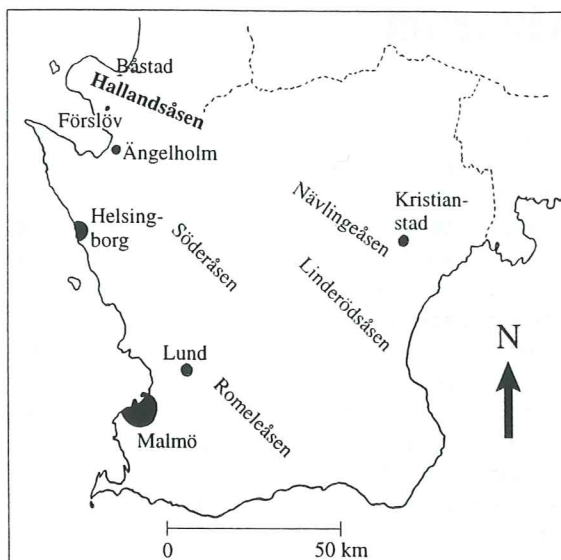 Båstad
Hallandsåsen
Förslöv
Ängelholm
Nävlingeåsen
Kristian-
stad
Helsing-
borg
Söderåsen
Linderödsåsen
N
Lund
Romeleåsen
Malmö
0 50 km